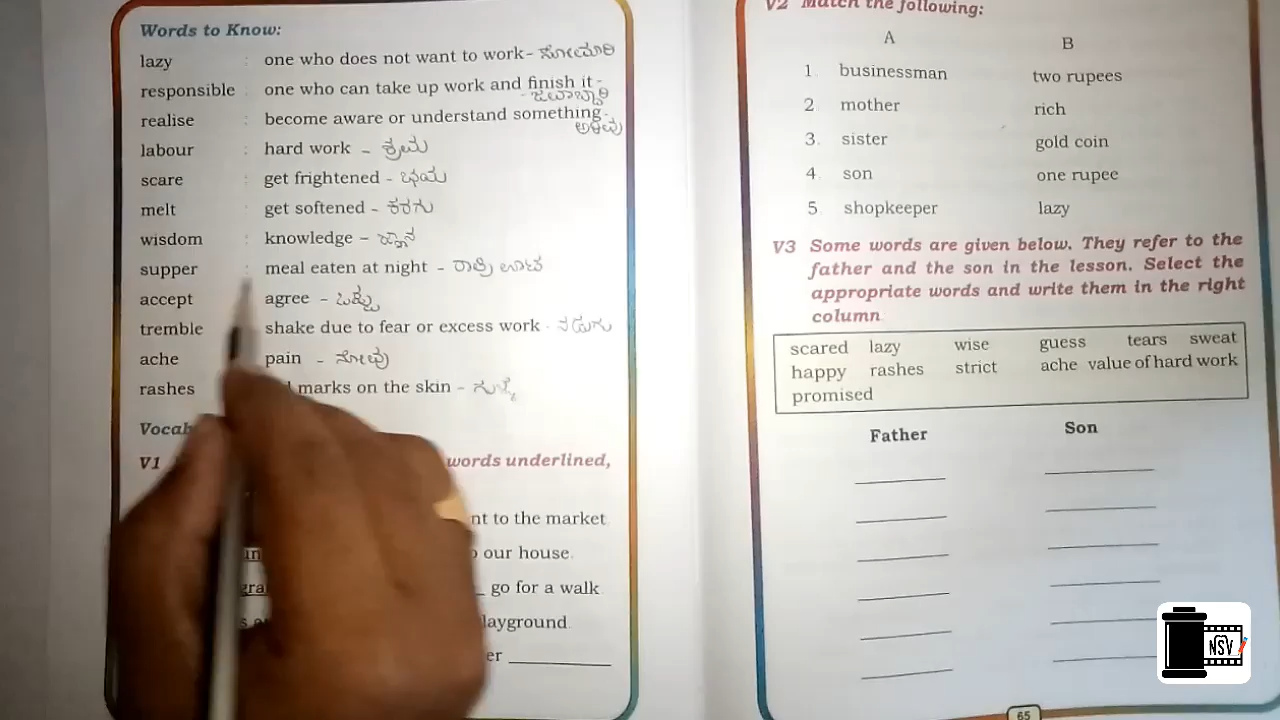 Words to Know:
lazy : one who does not want to work - ಸೋಮಾರಿ
responsible : one who can take up work and finish it -
- ಜವಾಬ್ದಾರಿ
realise : become aware or understand something -
ಅಳಿವು
labour : hard work - ಶ್ರಮ
scare : get frightened - ಭಯ
melt : get softened - ಕರಗು
wisdom : knowledge - ಜ್ಞಾನ
supper : meal eaten at night - ರಾತ್ರಿ ಊಟ
accept agree - ಒಪ್ಪು
tremble shake due to fear or excess work - ನಡುಗು
ache pain - ನೋವು
rashes marks on the skin -
Vocab
V1 words underlined,
nt to the market
our house.
go for a walk
layground.
er
V2 Match the following:
A B
1. businessman two rupees
2. mother rich
3. sister gold coin
4. son one rupee
5. shopkeeper lazy
V3 Some words are given below. They refer to the
father and the son in the lesson. Select the
appropriate words and write them in the right
column
scared lazy wise guess tears sweat
happy rashes strict ache value of hard work
promised
Father Son
65
NSV